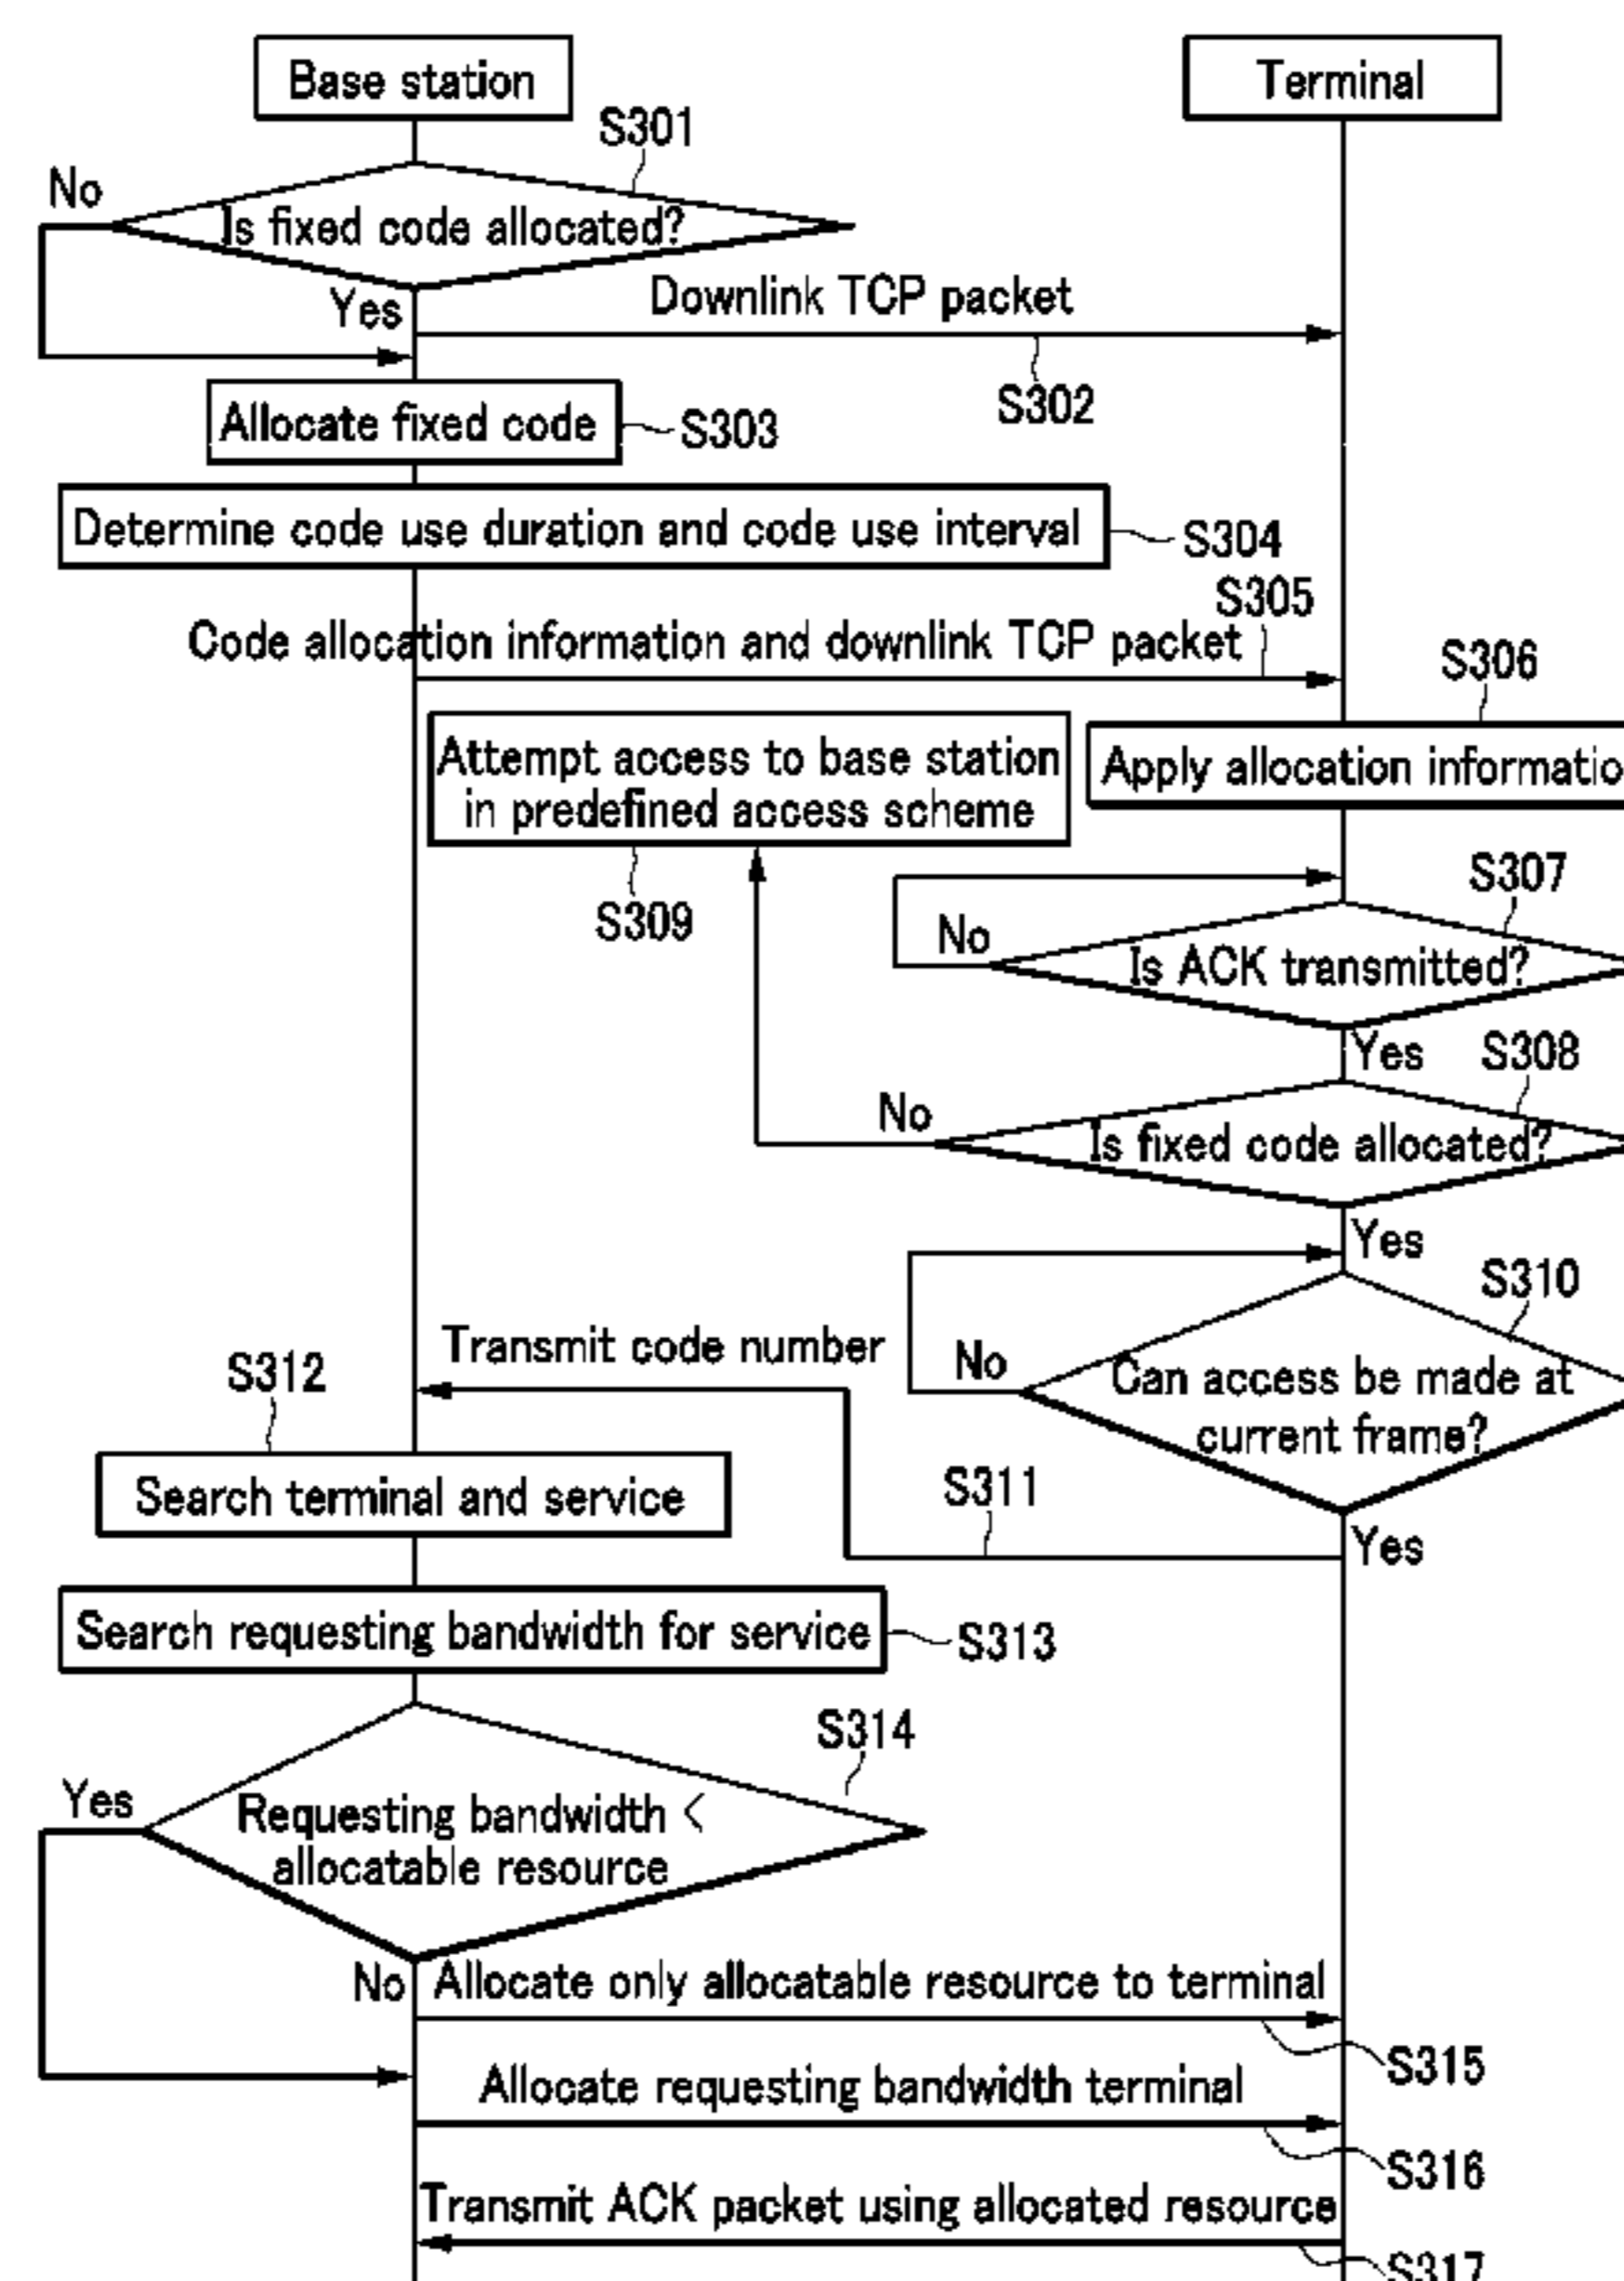 Base station
Terminal
S301
No
Is fixed code allocated?
Yes
Downlink TCP packet
S302
Allocate fixed code
S303
Determine code use duration and code use interval
S304
S305
Code allocation information and downlink TCP packet
S306
Attempt access to base station
in predefined access scheme
Apply allocation informatio
S309
S307
No
Is ACK transmitted?
Yes
S308
No
Is fixed code allocated?
Yes
S310
Transmit code number
No
Can access be made at
current frame?
S312
Search terminal and service
S311
Yes
Search requesting bandwidth for service
S313
S314
Yes
Requesting bandwidth <
allocatable resource
No
Allocate only allocatable resource to terminal
S315
Allocate requesting bandwidth terminal
S316
Transmit ACK packet using allocated resource
S317